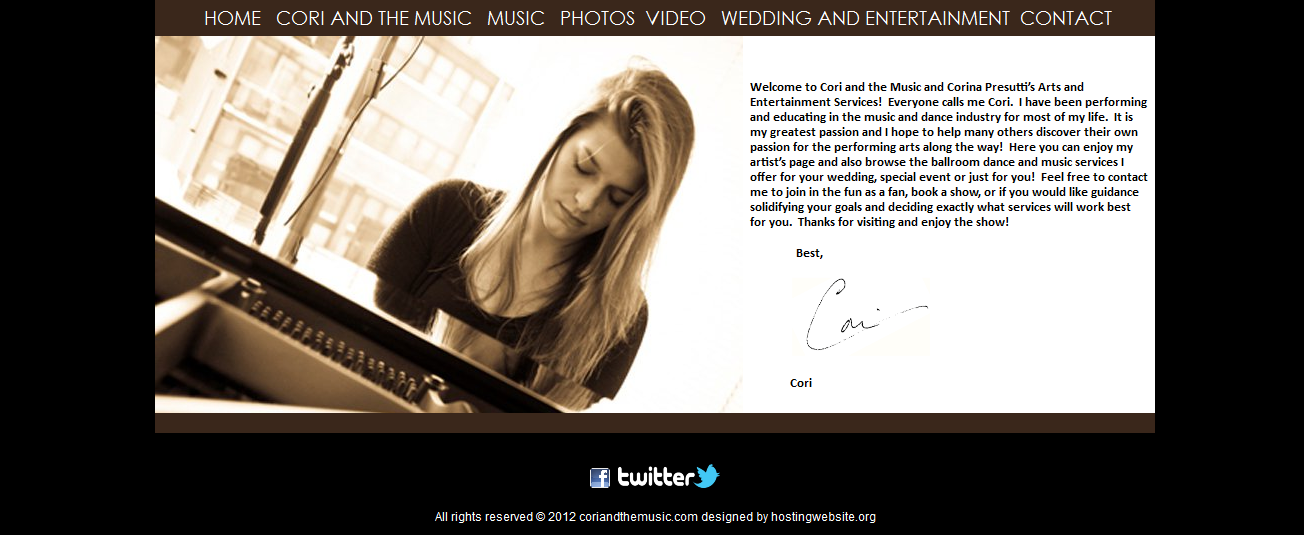 HOME CORI AND THE MUSIC MUSIC PHOTOS VIDEO WEDDING AND ENTERTAINMENT CONTACT
Welcome to Cori and the Music and Corina Presutti’s Arts and
Entertainment Services!  Everyone calls me Cori.  I have been performing
and educating in the music and dance industry for most of my life.  It is
my greatest passion and I hope to help many others discover their own
passion for the performing arts along the way!  Here you can enjoy my
artist’s page and also browse the ballroom dance and music services I
offer for your wedding, special event or just for you!  Feel free to contact
me to join in the fun as a fan, book a show, or if you would like guidance
solidifying your goals and deciding exactly what services will work best
for you.  Thanks for visiting and enjoy the show!
Best,
Cori
Cori
f twitter
All rights reserved © 2012 coriandthemusic.com designed by hostingwebsite.org